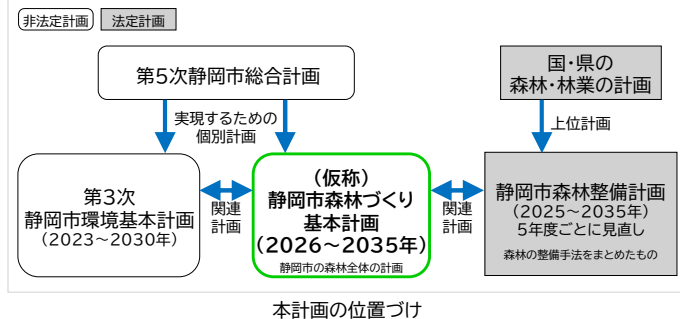 非法定計画
法定計画
第5次静岡市総合計画
国・県の
森林・林業の計画
実現するための
個別計画
上位計画
第3次
静岡市環境基本計画
(2023～2030年)
関連
計画
(仮称)
静岡市森林づくり
基本計画
(2026～2035年)
静岡市の森林全体の計画
関連
計画
静岡市森林整備計画
(2025～2035年)
5年度ごとに見直し
森林の整備手法をまとめたもの
本計画の位置づけ